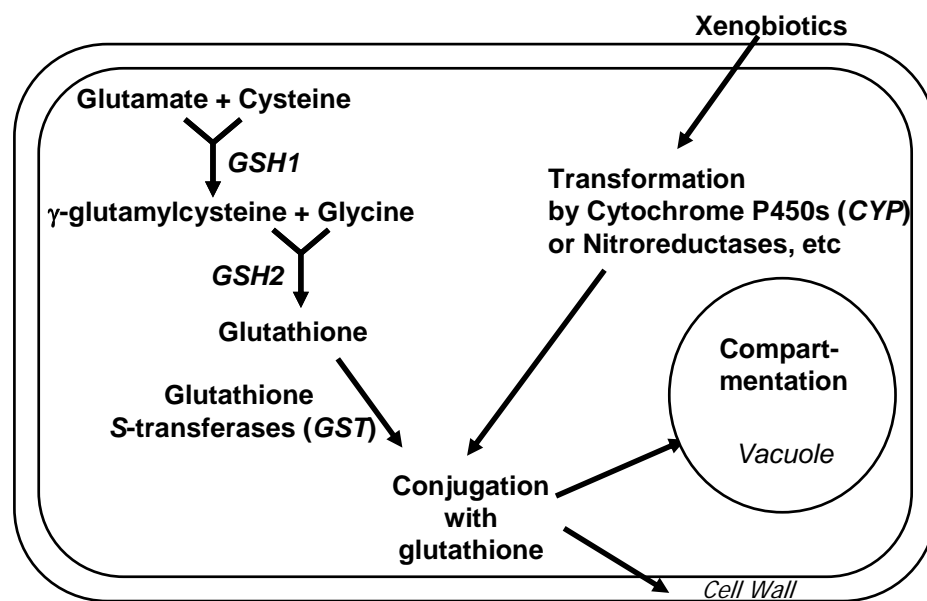 Xenobiotics
Glutamate + Cysteine
GSH1
γ-glutamylcysteine + Glycine
GSH2
Glutathione
Glutathione
S-transferases (GST)
Transformation
by Cytochrome P450s (CYP)
or Nitroreductases, etc
Compart-
mentation
Vacuole
Conjugation
with
glutathione
Cell Wall